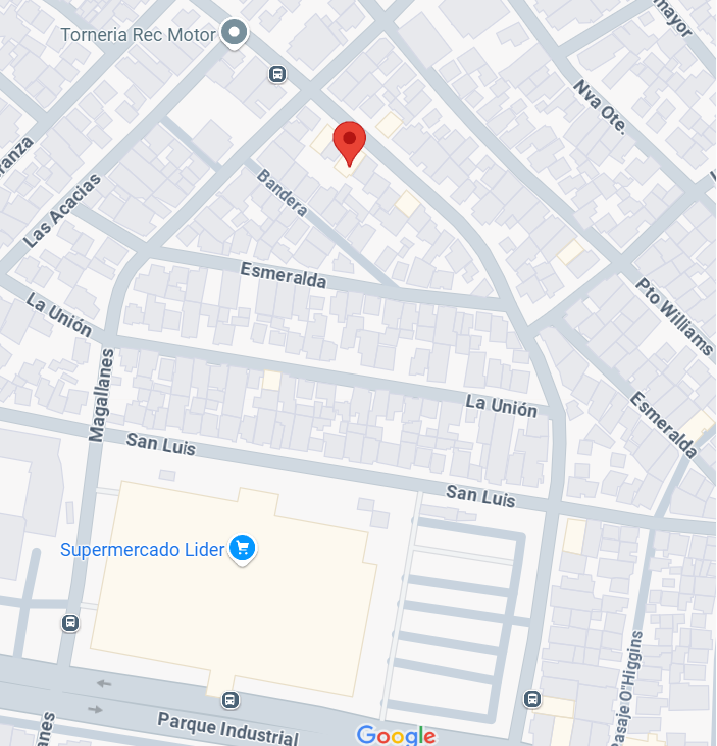 mayor
Torneria Rec Motor
Nva Ote.
ranza
Las Acacias
Bandera
Esmeralda
La Unión
Pto Williams
Magallanes
La Unión
Esmeralda
San Luis
San Luis
Supermercado Lider
Pasaje O"Higgins
anes
Parque Industrial
Google